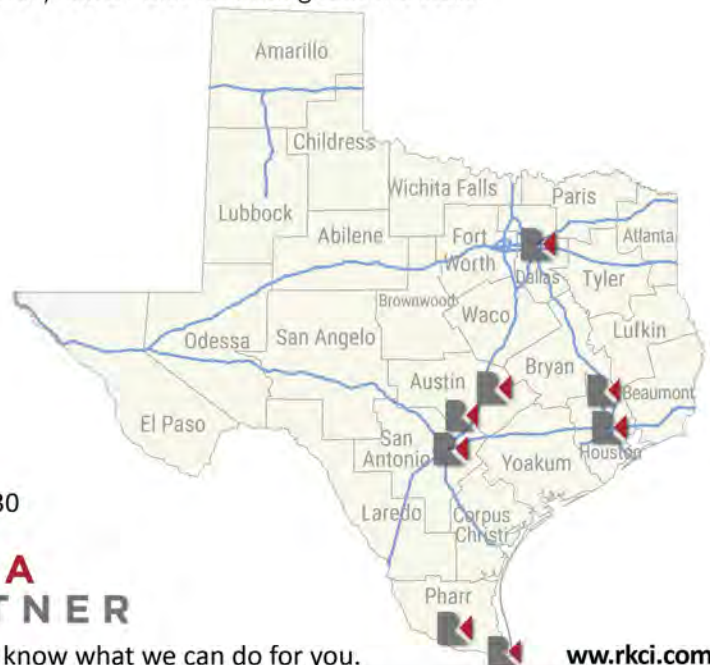 Amarillo
Childress
Wichita Falls
Paris
Lubbock
Abilene
Fort
Worth
Atlanta
Dallas
Tyler
Brownwood
Waco
Odessa
San Angelo
Lufkin
Bryan
Austin
Beaumont
El Paso
San
Antonio
Houston
Yoakum
30
Laredo
Corpus
Christi
A
TNER
Pharr
know what we can do for you.
ww.rkci.com